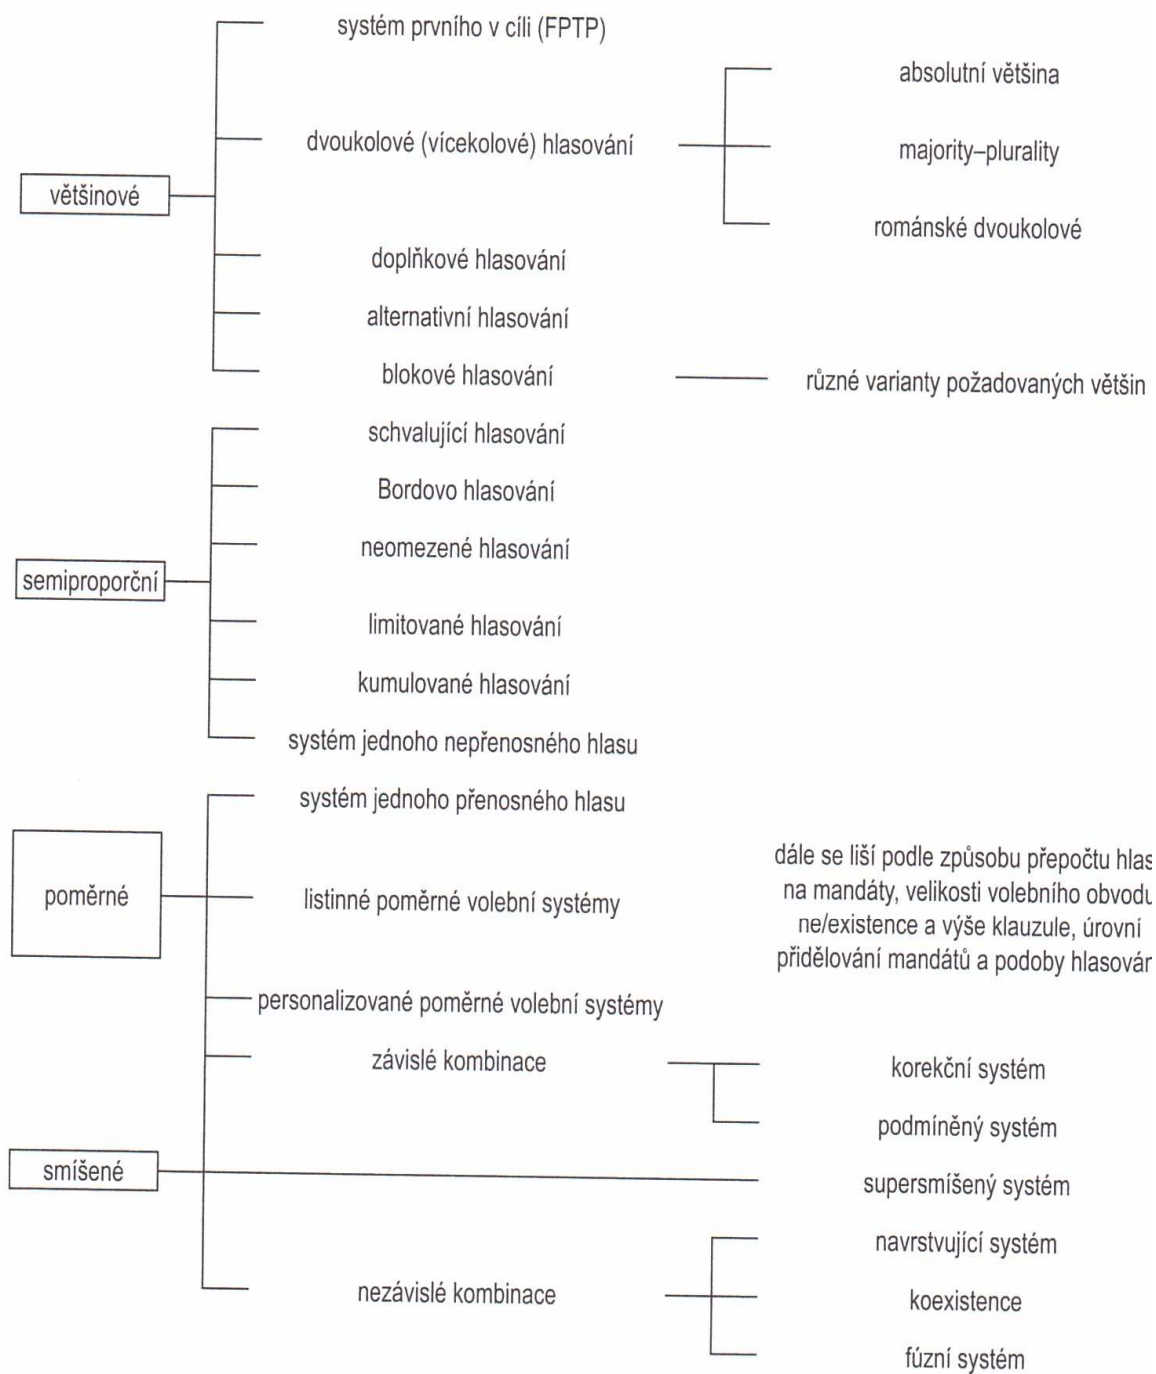 systém prvního v cíli (FPTP)
absolutní většina
dvoukolové (vícekolové) hlasování
majority–plurality
většinové
románské dvoukolové
doplňkové hlasování
alternativní hlasování
blokové hlasování
různé varianty požadovaných většin
schvalující hlasování
Bordovo hlasování
neomezené hlasování
semiproporční
limitované hlasování
kumulované hlasování
systém jednoho nepřenosného hlasu
systém jednoho přenosného hlasu
poměrné
listinné poměrné volební systémy
dále se liší podle způsobu přepočtu hlas
na mandáty, velikosti volebního obvodu
ne/existence a výše klauzule, úrovní
přidělování mandátů a podoby hlasován
personalizované poměrné volební systémy
závislé kombinace
korekční systém
podmíněný systém
smíšené
supersmíšený systém
navrstvující systém
nezávislé kombinace
koexistence
fúzní systém